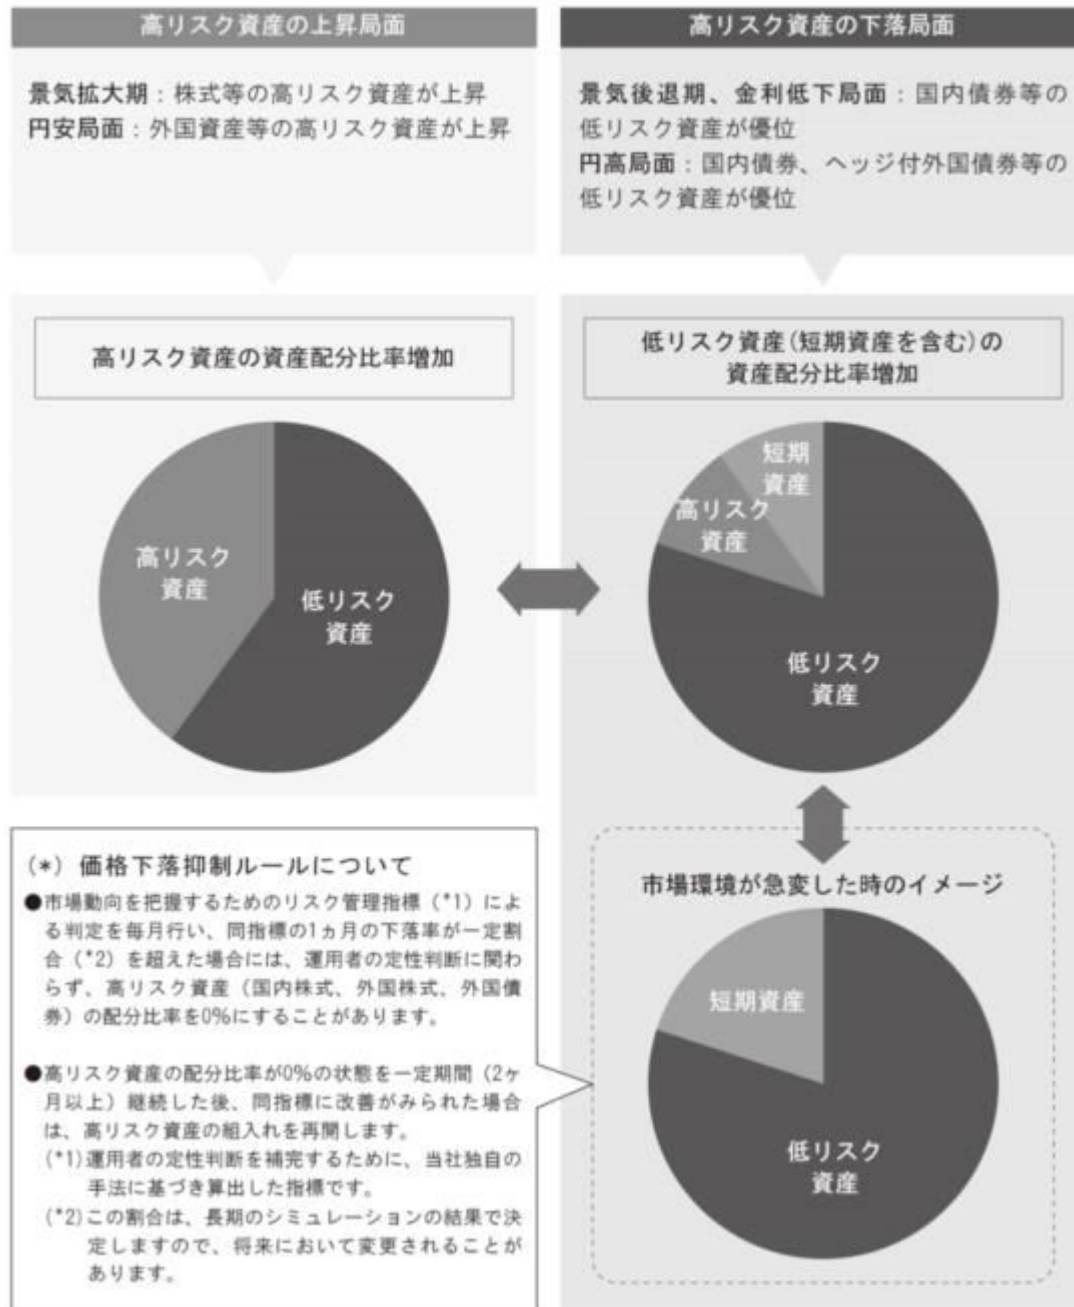 高リスク資産の上昇局面
景気拡大期：株式等の高リスク資産が上昇
円安局面：外国資産等の高リスク資産が上昇
高リスク資産の資産配分比率増加
高リスク
資産
低リスク
資産
高リスク資産の下落局面
景気後退期、金利低下局面：国内債券等の
低リスク資産が優位
円高局面：国内債券、ヘッジ付外国債券等の
低リスク資産が優位
低リスク資産(短期資産を含む)の
資産配分比率増加
短期
資産
高リスク
資産
低リスク
資産
(*) 価格下落抑制ルールについて
●市場動向を把握するためのリスク管理指標（*1）によ
る判定を毎月行い、同指標の1ヵ月の下落率が一定割
合（*2）を超えた場合には、運用者の定性判断に関わ
らず、高リスク資産（国内株式、外国株式、外国債
券）の配分比率を0%にすることがあります。
●高リスク資産の配分比率が0%の状態を一定期間（2ヶ
月以上）継続した後、同指標に改善がみられた場合
は、高リスク資産の組入れを再開します。
(*1)運用者の定性判断を補完するために、当社独自の
手法に基づき算出した指標です。
(*2)この割合は、長期のシミュレーションの結果で決
定しますので、将来において変更されることが
あります。
市場環境が急変した時のイメージ
短期資産
低リスク
資産